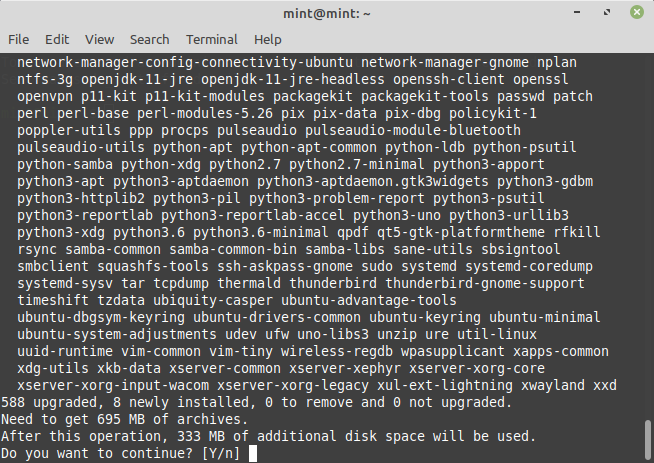 mint@mint: ~
File Edit View Search Terminal Help
network-manager-config-connectivity-ubuntu network-manager-gnome nplan
ntfs-3g openjdk-11-jre openjdk-11-jre-headless openssh-client openssl
openvpn p11-kit p11-kit-modules packagekit packagekit-tools passwd patch
perl perl-base perl-modules-5.26 pix pix-data pix-dbg policykit-1
poppler-utils ppp procps pulseaudio pulseaudio-module-bluetooth
pulseaudio-utils python-apt python-apt-common python-ldb python-psutil
python-samba python-xdg python2.7 python2.7-minimal python3-apport
python3-apt python3-aptdaemon python3-aptdaemon.gtk3widgets python3-gdbm
python3-httplib2 python3-pil python3-problem-report python3-psutil
python3-reportlab python3-reportlab-accel python3-uno python3-urllib3
python3-xdg python3.6 python3.6-minimal qpdf qt5-gtk-platformtheme rfkill
rsync samba-common samba-common-bin samba-libs sane-utils sbsigntool
smbclient squashfs-tools ssh-askpass-gnome sudo systemd systemd-coredump
systemd-sysv tar tcpdump thermald thunderbird thunderbird-gnome-support
timeshift tzdata ubiquity-casper ubuntu-advantage-tools
ubuntu-dbgsym-keyring ubuntu-drivers-common ubuntu-keyring ubuntu-minimal
ubuntu-system-adjustments udev ufw uno-libs3 unzip ure util-linux
uuid-runtime vim-common vim-tiny wireless-regdb wpasupplicant xapps-common
xdg-utils xkb-data xserver-common xserver-xephyr xserver-xorg-core
xserver-xorg-input-wacom xserver-xorg-legacy xul-ext-lightning xwayland xxd
588 upgraded, 8 newly installed, 0 to remove and 0 not upgraded.
Need to get 695 MB of archives.
After this operation, 333 MB of additional disk space will be used.
Do you want to continue? [Y/n]